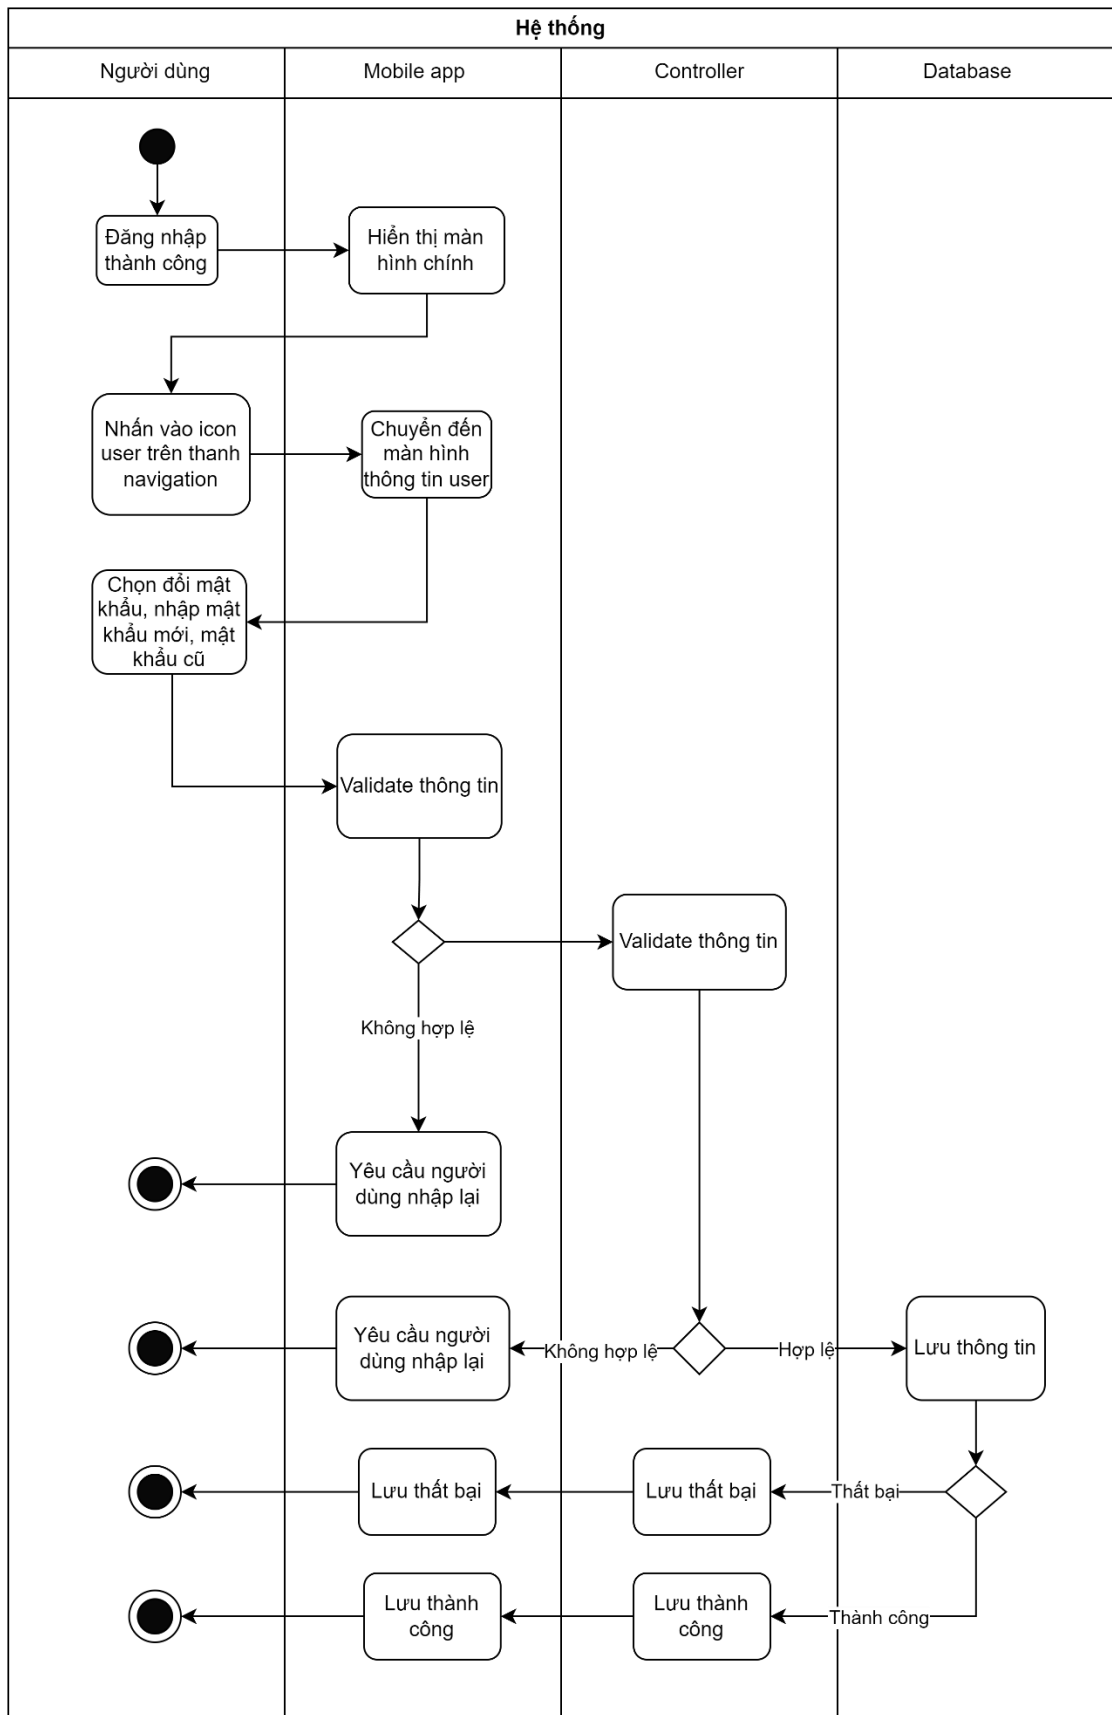 Hệ thống
Người dùng
Mobile app
Controller
Database
Đăng nhập
thành công
Hiển thị màn
hình chính
Nhấn vào icon
user trên thanh
navigation
Chuyển đến
màn hình
thông tin user
Chọn đổi mật
khẩu, nhập mật
khẩu mới, mật
khẩu cũ
Validate thông tin
Validate thông tin
Không hợp lệ
Yêu cầu người
dùng nhập lại
Yêu cầu người
dùng nhập lại
Không hợp lệ
Hợp lệ
Lưu thông tin
Lưu thất bại
Lưu thất bại
Thất bại
Lưu thành
công
Lưu thành
công
Thành công